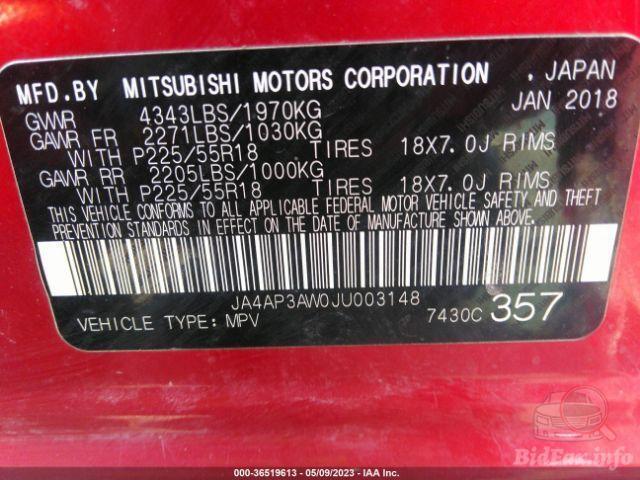 MFD.BY MITSUBISHI MOTORS CORPORATION . JAPAN
GVWR 4343LBS/1970KG JAN 2018
GAWR FR 2271LBS/1030KG
WITH P225/55R18 TIRES 18X7.0J RIMS
GAWR RR 2205LBS/1000KG
WITH P225/55R18 TIRES 18X7.0J RIMS
THIS VEHICLE CONFORMS TO ALL APPLICABLE FEDERAL MOTOR VEHICLE SAFETY AND THEFT
PREVENTION STANDARDS IN EFFECT ON THE DATE OF MANUFACTURE SHOWN ABOVE.
JA4AP3AW0JU003148
VEHICLE TYPE: MPV 7430C 357
BidFax.info
000-36519613 - 05/09/2023 - IAA Inc.